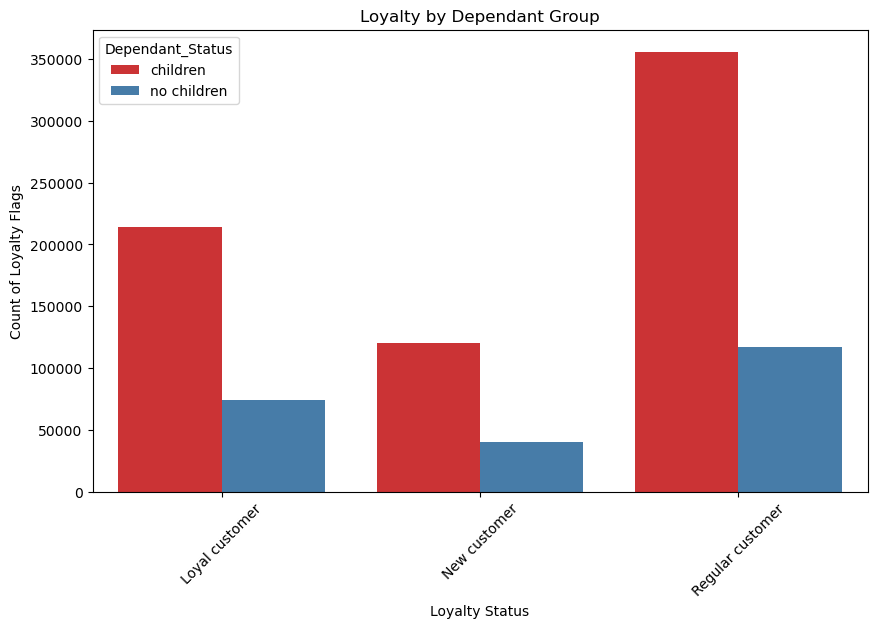 Loyalty by Dependant Group
Dependant_Status
children
no children
Count of Loyalty Flags
350000
300000
250000
200000
150000
100000
50000
0
Loyal customer
New customer
Regular customer
Loyalty Status